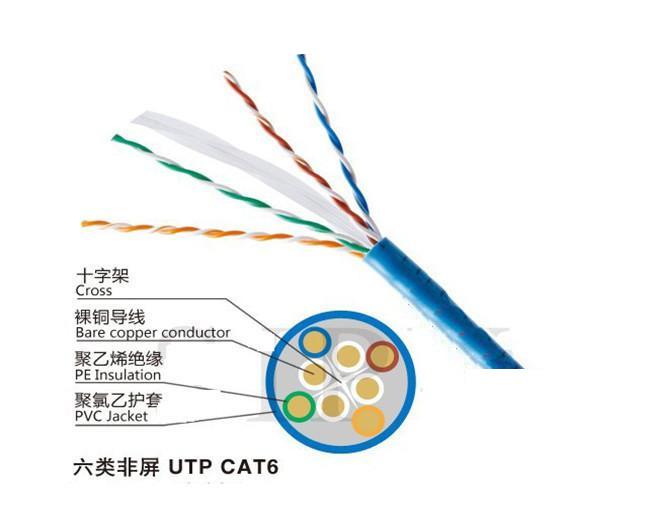 十字架
Cross
裸铜导线
Bare copper conductor
聚乙烯绝缘
PE Insulation
聚氯乙护套
PVC Jacket
六类非屏 UTP CAT6